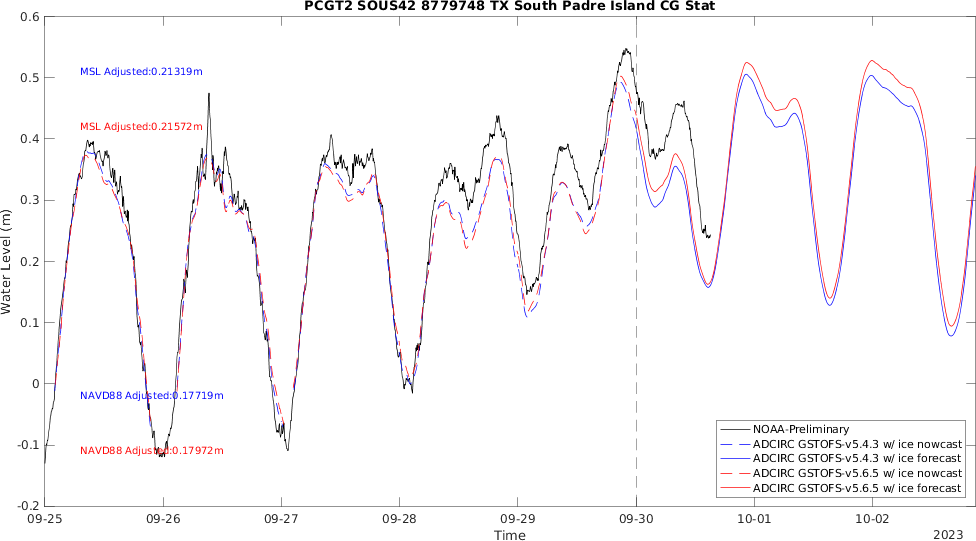 PCGT2 SOUS42 8779748 TX South Padre Island CG Stat
0.6
0.5
0.4
0.3
0.2
0.1
0
-0.1
-0.2
Water Level (m)
MSL Adjusted:0.21319m
MSL Adjusted:0.21572m
NAVD88 Adjusted:0.17719m
NAVD88 Adjusted:0.17972m
NOAA-Preliminary
ADCIRC GSTOFS-v5.4.3 w/ ice nowcast
ADCIRC GSTOFS-v5.4.3 w/ ice forecast
ADCIRC GSTOFS-v5.6.5 w/ ice nowcast
ADCIRC GSTOFS-v5.6.5 w/ ice forecast
09-25 09-26 09-27 09-28 09-29 09-30 10-01 10-02
Time
2023